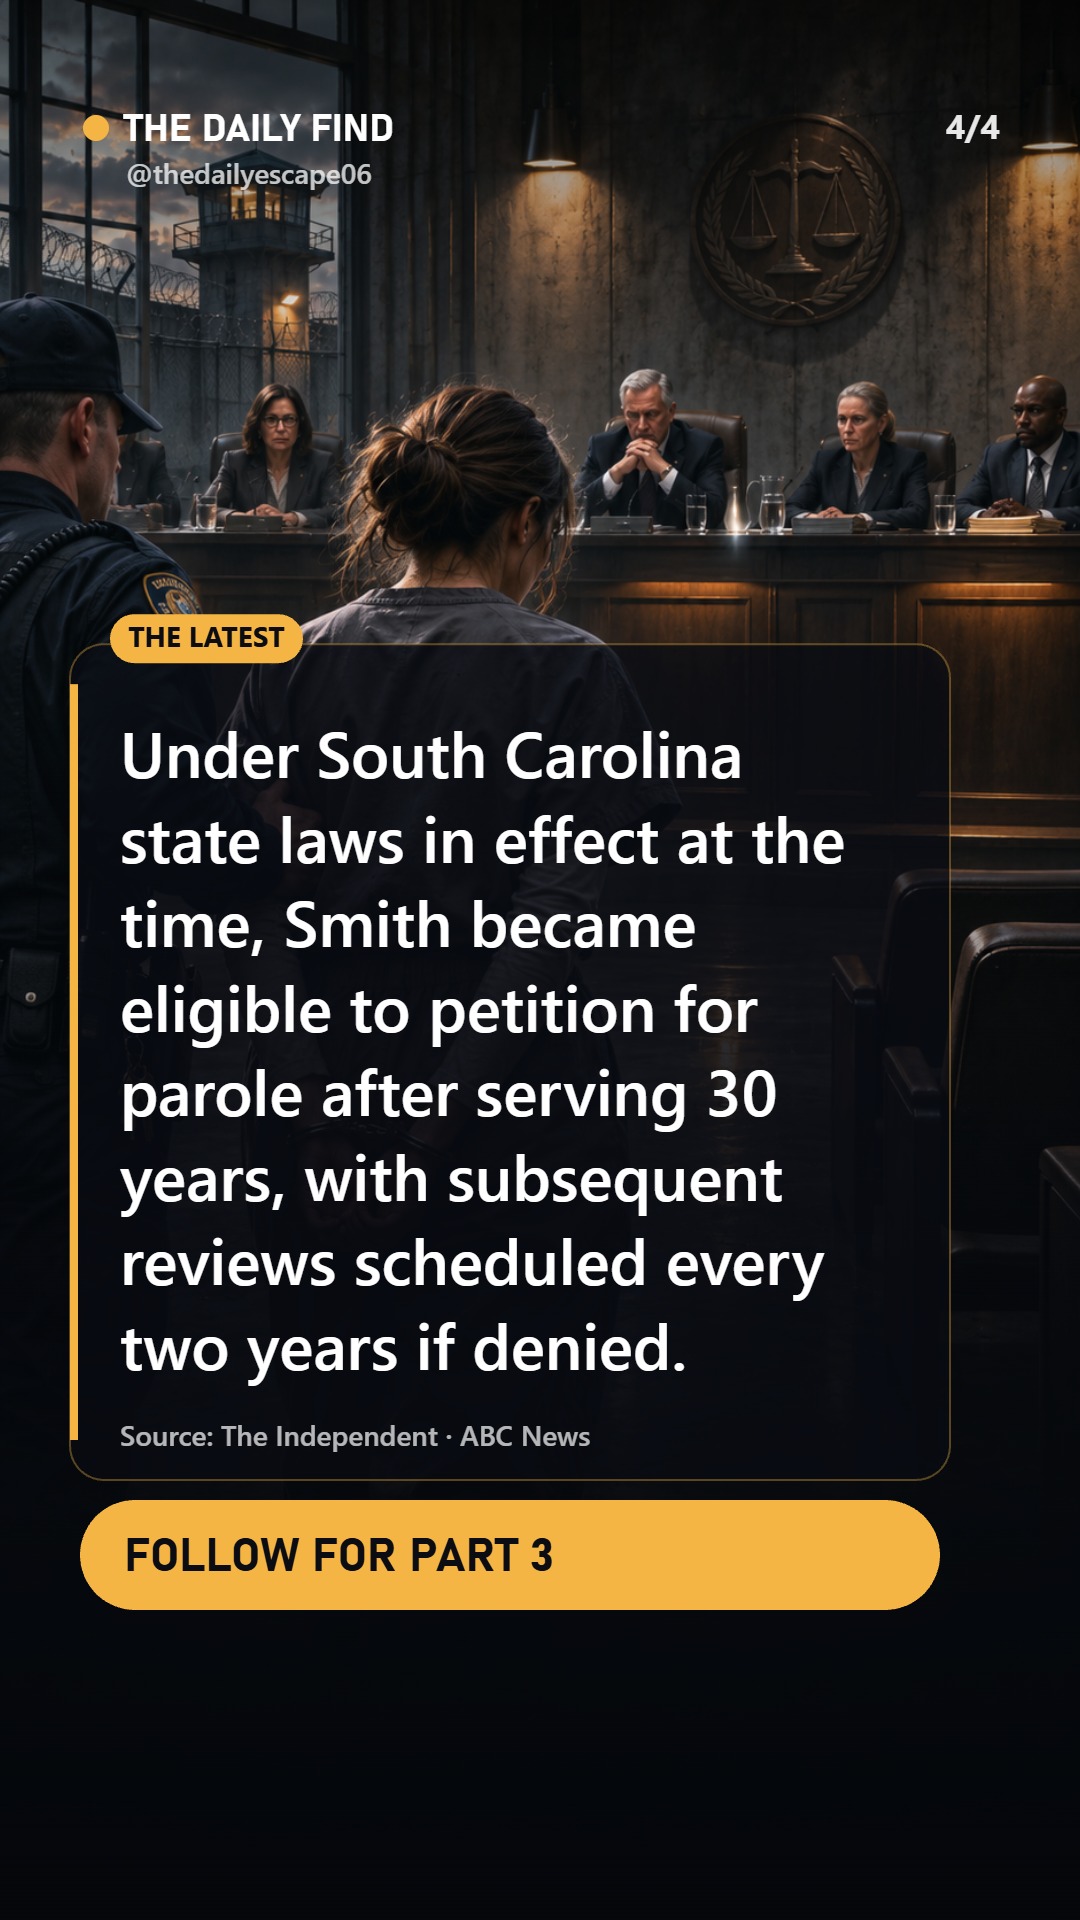 THE DAILY FIND
@thedailyescape06
4/4
THE LATEST
Under South Carolina
state laws in effect at the
time, Smith became
eligible to petition for
parole after serving 30
years, with subsequent
reviews scheduled every
two years if denied.
Source: The Independent · ABC News
FOLLOW FOR PART 3